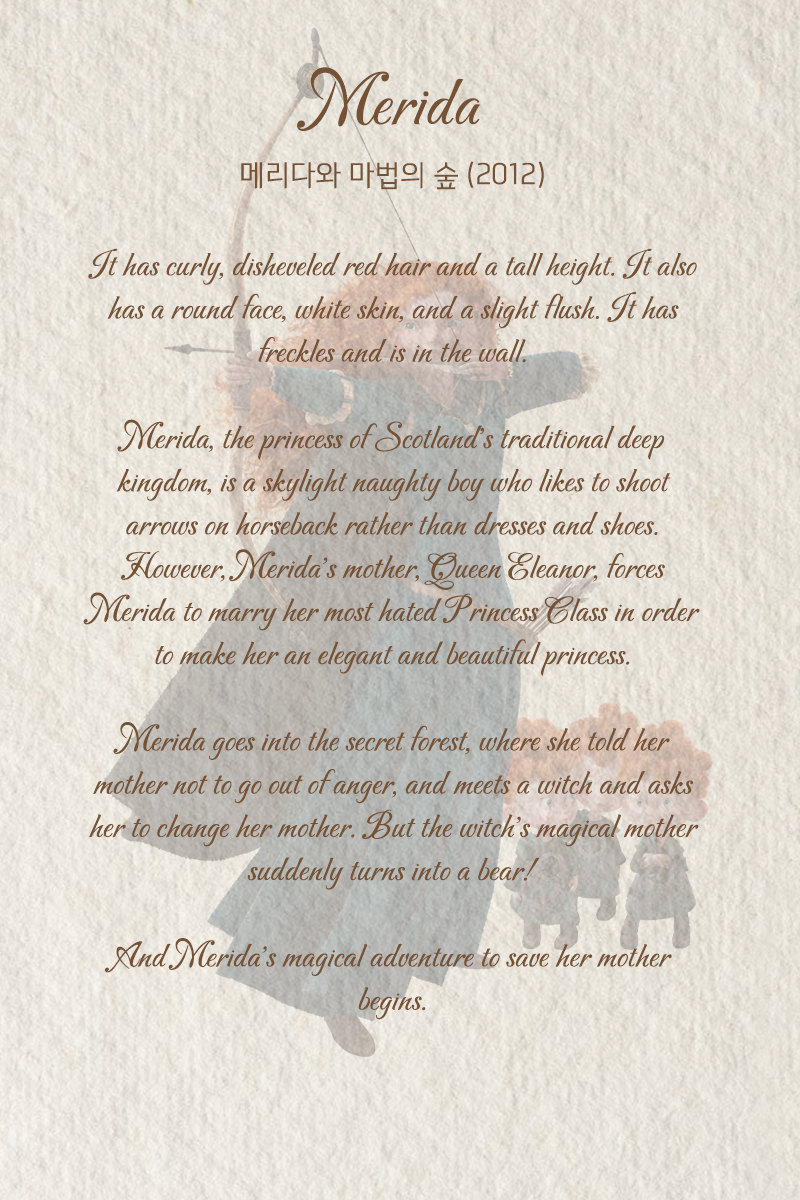 Merida
메리다와 마법의 숲 (2012)
It has curly, disheveled red hair and a tall height. It also
has a round face, white skin, and a slight flush. It has
freckles and is in the wall.
Merida, the princess of Scotland's traditional deep
kingdom, is a skylight naughty boy who likes to shoot
arrows on horseback rather than dresses and shoes.
However, Merida's mother, Queen Eleanor, forces
Merida to marry her most hated Princess Class in order
to make her an elegant and beautiful princess.
Merida goes into the secret forest, where she told her
mother not to go out of anger, and meets a witch and asks
her to change her mother. But the witch's magical mother
suddenly turns into a bear!
And Merida's magical adventure to save her mother
begins.